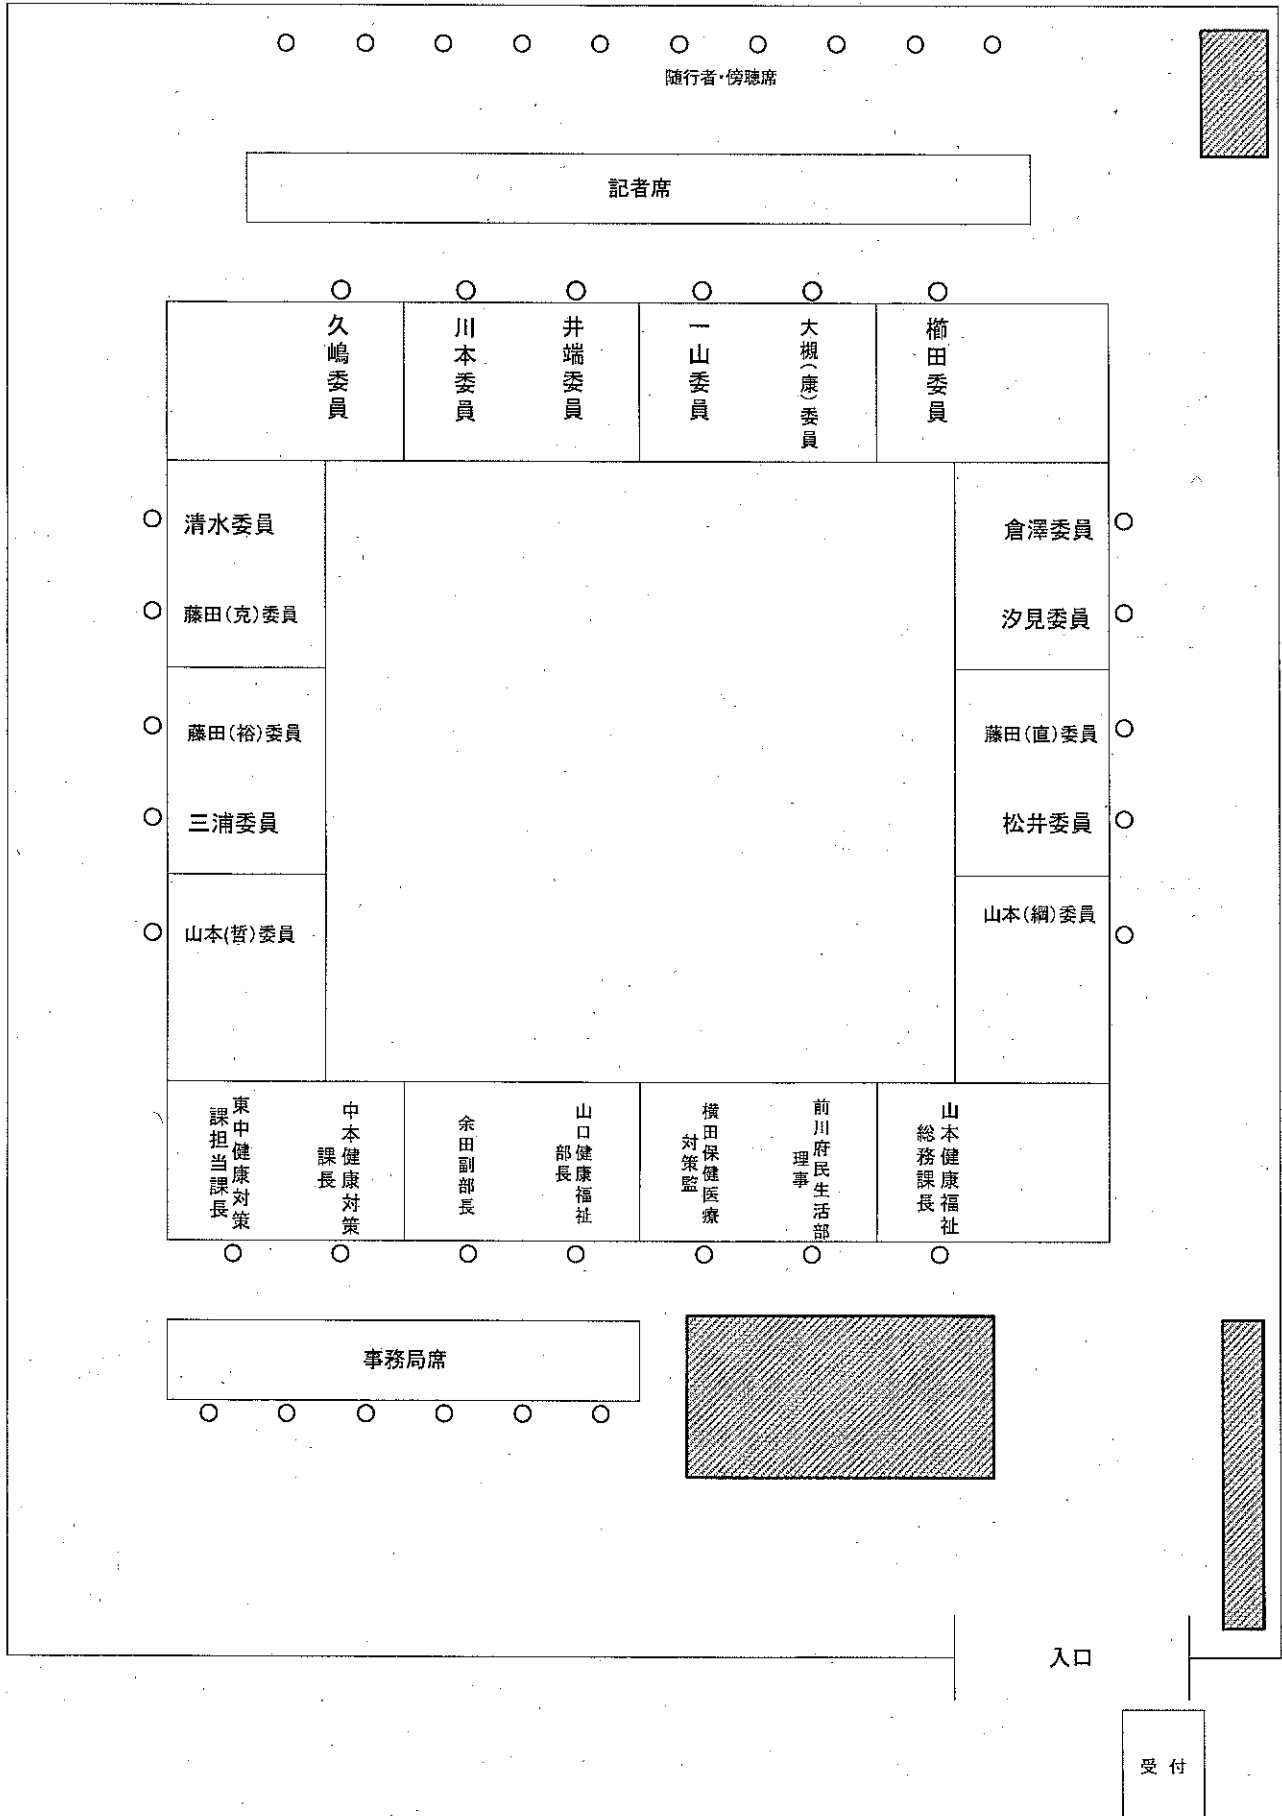 随行者・傍聴席
記者席
久嶋委員
川本委員
井端委員
一山委員
大槻(康)委員
櫛田委員
清水委員
藤田(克)委員
藤田(裕)委員
三浦委員
山本(哲)委員
倉澤委員
汐見委員
藤田(直)委員
松井委員
山本(綱)委員
東中健康対策
課担当課長
中本健康対策
課長
余田副部長
山口健康福祉
部長
横田保健医療
対策監
前川府民生活部
理事
山本健康福祉
総務課長
事務局席
入口
受付